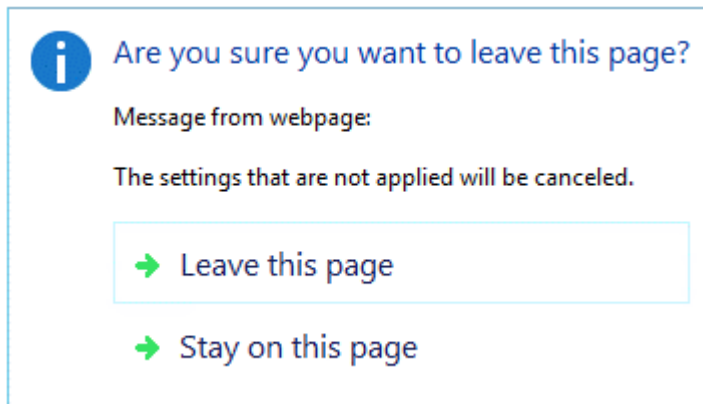 Are you sure you want to leave this page?
Message from webpage:
The settings that are not applied will be canceled.
Leave this page
Stay on this page